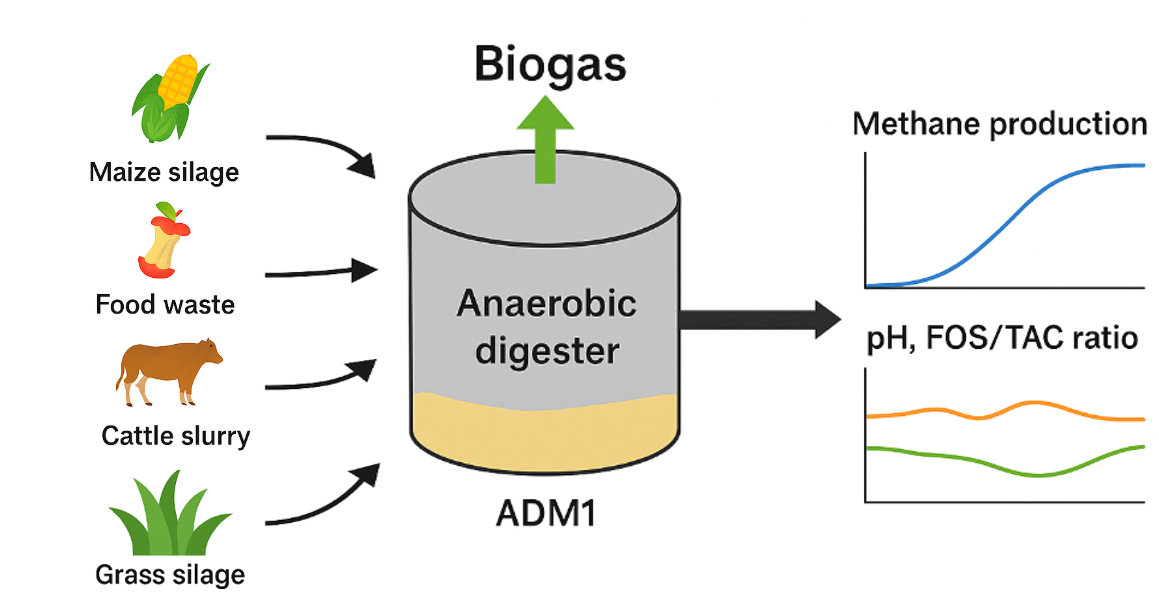 Biogas
Maize silage
Food waste
Cattle slurry
Grass silage
Anaerobic
digester
ADM1
Methane production
pH, FOS/TAC ratio